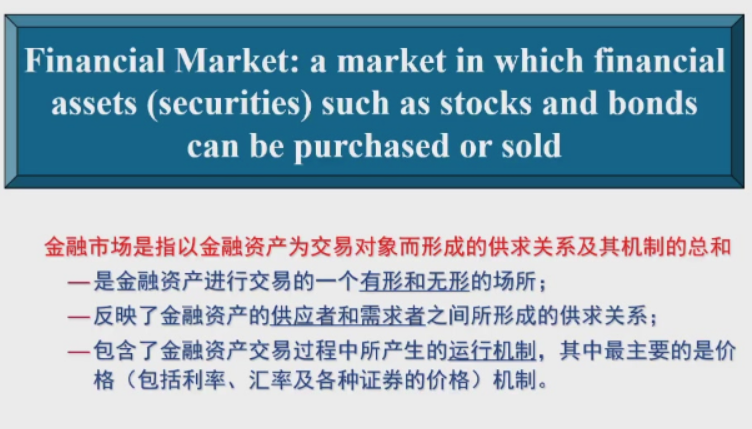 Financial Market: a market in which financial
assets (securities) such as stocks and bonds
can be purchased or sold
金融市场是指以金融资产为交易对象而形成的供求关系及其机制的总和
—是金融资产进行交易的一个有形和无形的场所；
—反映了金融资产的供应者和需求者之间所形成的供求关系；
—包含了金融资产交易过程中所产生的运行机制，其中最主要的是价
格（包括利率、汇率及各种证券的价格）机制。